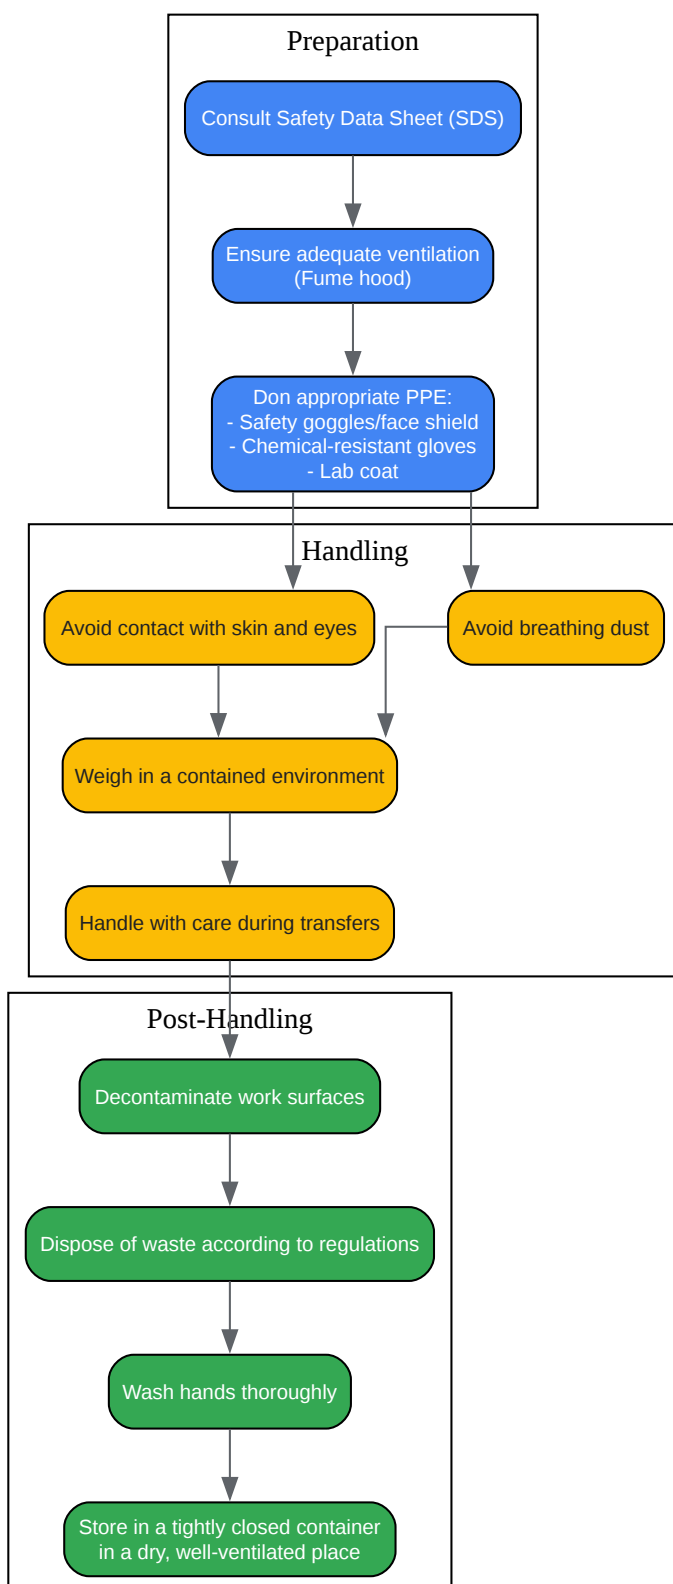 Preparation
Consult Safety Data Sheet (SDS)
Ensure adequate ventilation
(Fume hood)
Don appropriate PPE:
- Safety goggles/face shield
- Chemical-resistant gloves
- Lab coat
Handling
Avoid contact with skin and eyes
Avoid breathing dust
Weigh in a contained environment
Handle with care during transfers
Post-Handling
Decontaminate work surfaces
Dispose of waste according to regulations
Wash hands thoroughly
Store in a tightly closed container
in a dry, well-ventilated place